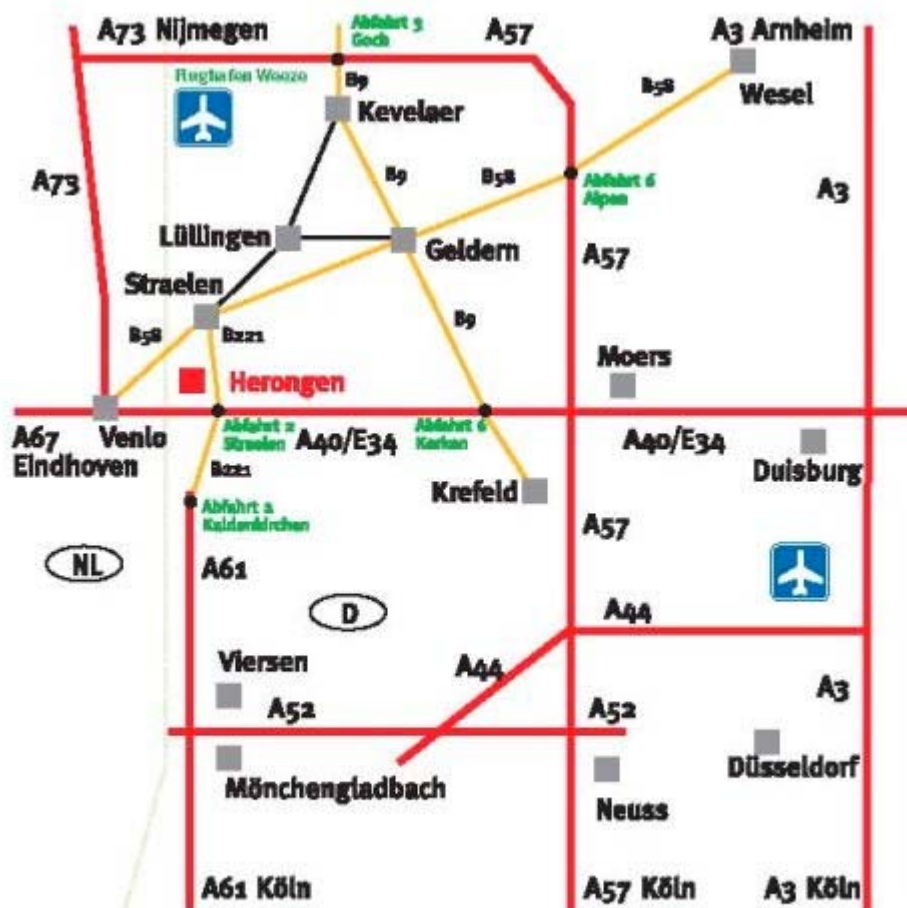 A73 Nijmegen
Abfahrt 3
Goch
A57
A3 Arnheim
Flughafen Weeze
B9
Kevelaer
B58
Wesel
A73
B9
B58
Abfahrt 6
Alpen
A3
Lüllingen
Geldern
A57
Straelen
B58
B221
B9
Moers
Herongen
A67
Eindhoven
Venlo
Abfahrt 2
Straelen
A40/E34
Abfahrt 6
Kerken
A40/E34
Duisburg
B221
Krefeld
Kaldenkirchen
A57
NL
A61
D
A44
Viersen
A44
A52
A52
A3
Mönchengladbach
Neuss
Düsseldorf
A61 Köln
A57 Köln
A3 Köln